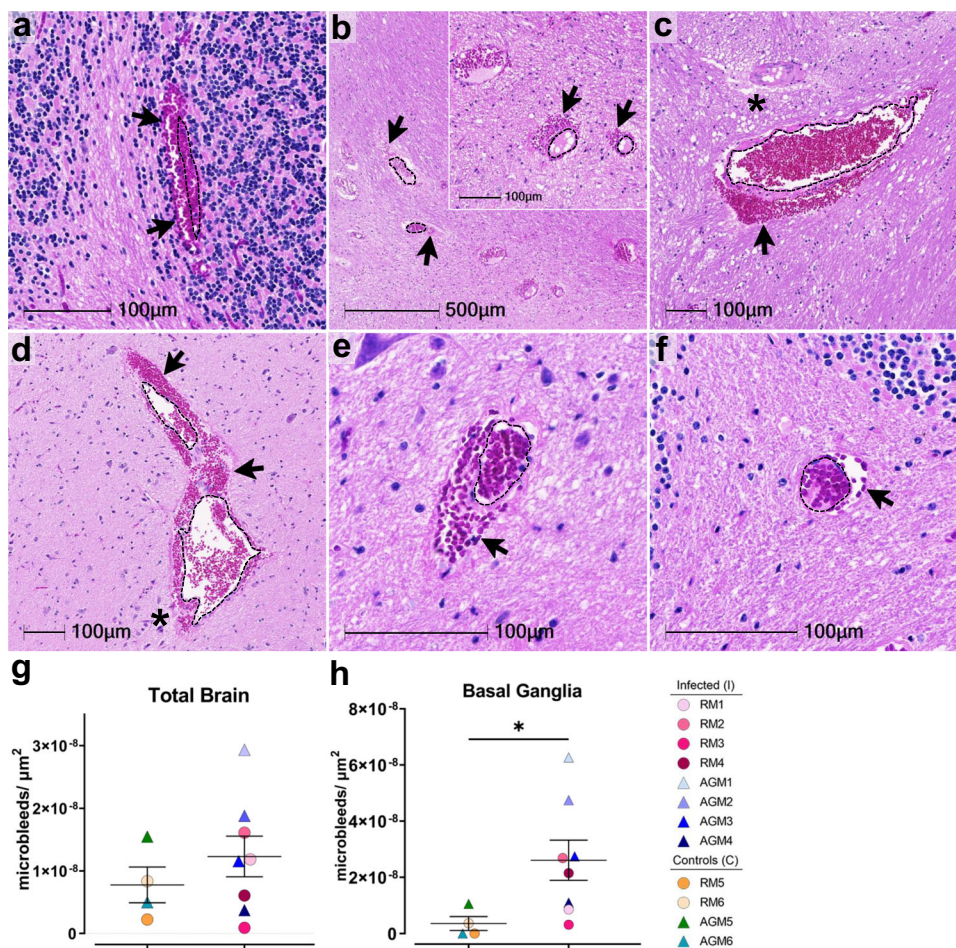 a
b
c
*
100µm
100µm
500µm
100µm
d
e
f
*
100µm
100µm
100µm
g
h
Total Brain
microbleeds/ µm²
3×10⁻⁸
2×10⁻⁸
1×10⁻⁸
0
Basal Ganglia
microbleeds/ µm²
8×10⁻⁸
6×10⁻⁸
4×10⁻⁸
2×10⁻⁸
0
*
Infected (I)
RM1
RM2
RM3
RM4
AGM1
AGM2
AGM3
AGM4
Controls (C)
RM5
RM6
AGM5
AGM6